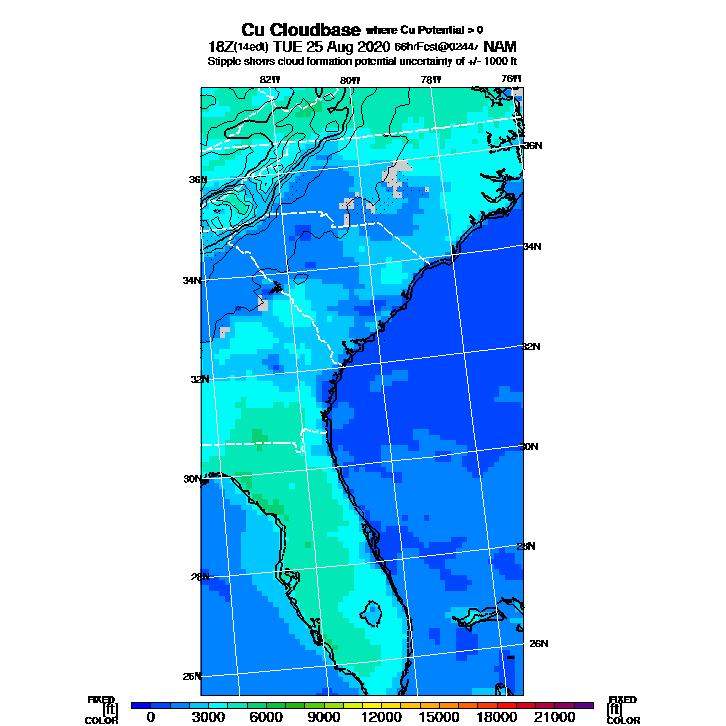 Cu Cloudbase where Cu Potential > 0
18Z(14edt) TUE 25 Aug 2020 66hrFcst@0244z NAM
Stipple shows cloud formation potential uncertainty of +/- 1000 ft
82W 80W 78W 76W
36N
36N
34N
34N
32N
32N
30N
30N
28N
28N
26N
26N
FIXED FIXED
[ft] [ft]
COLOR COLOR
0 3000 6000 9000 12000 15000 18000 21000